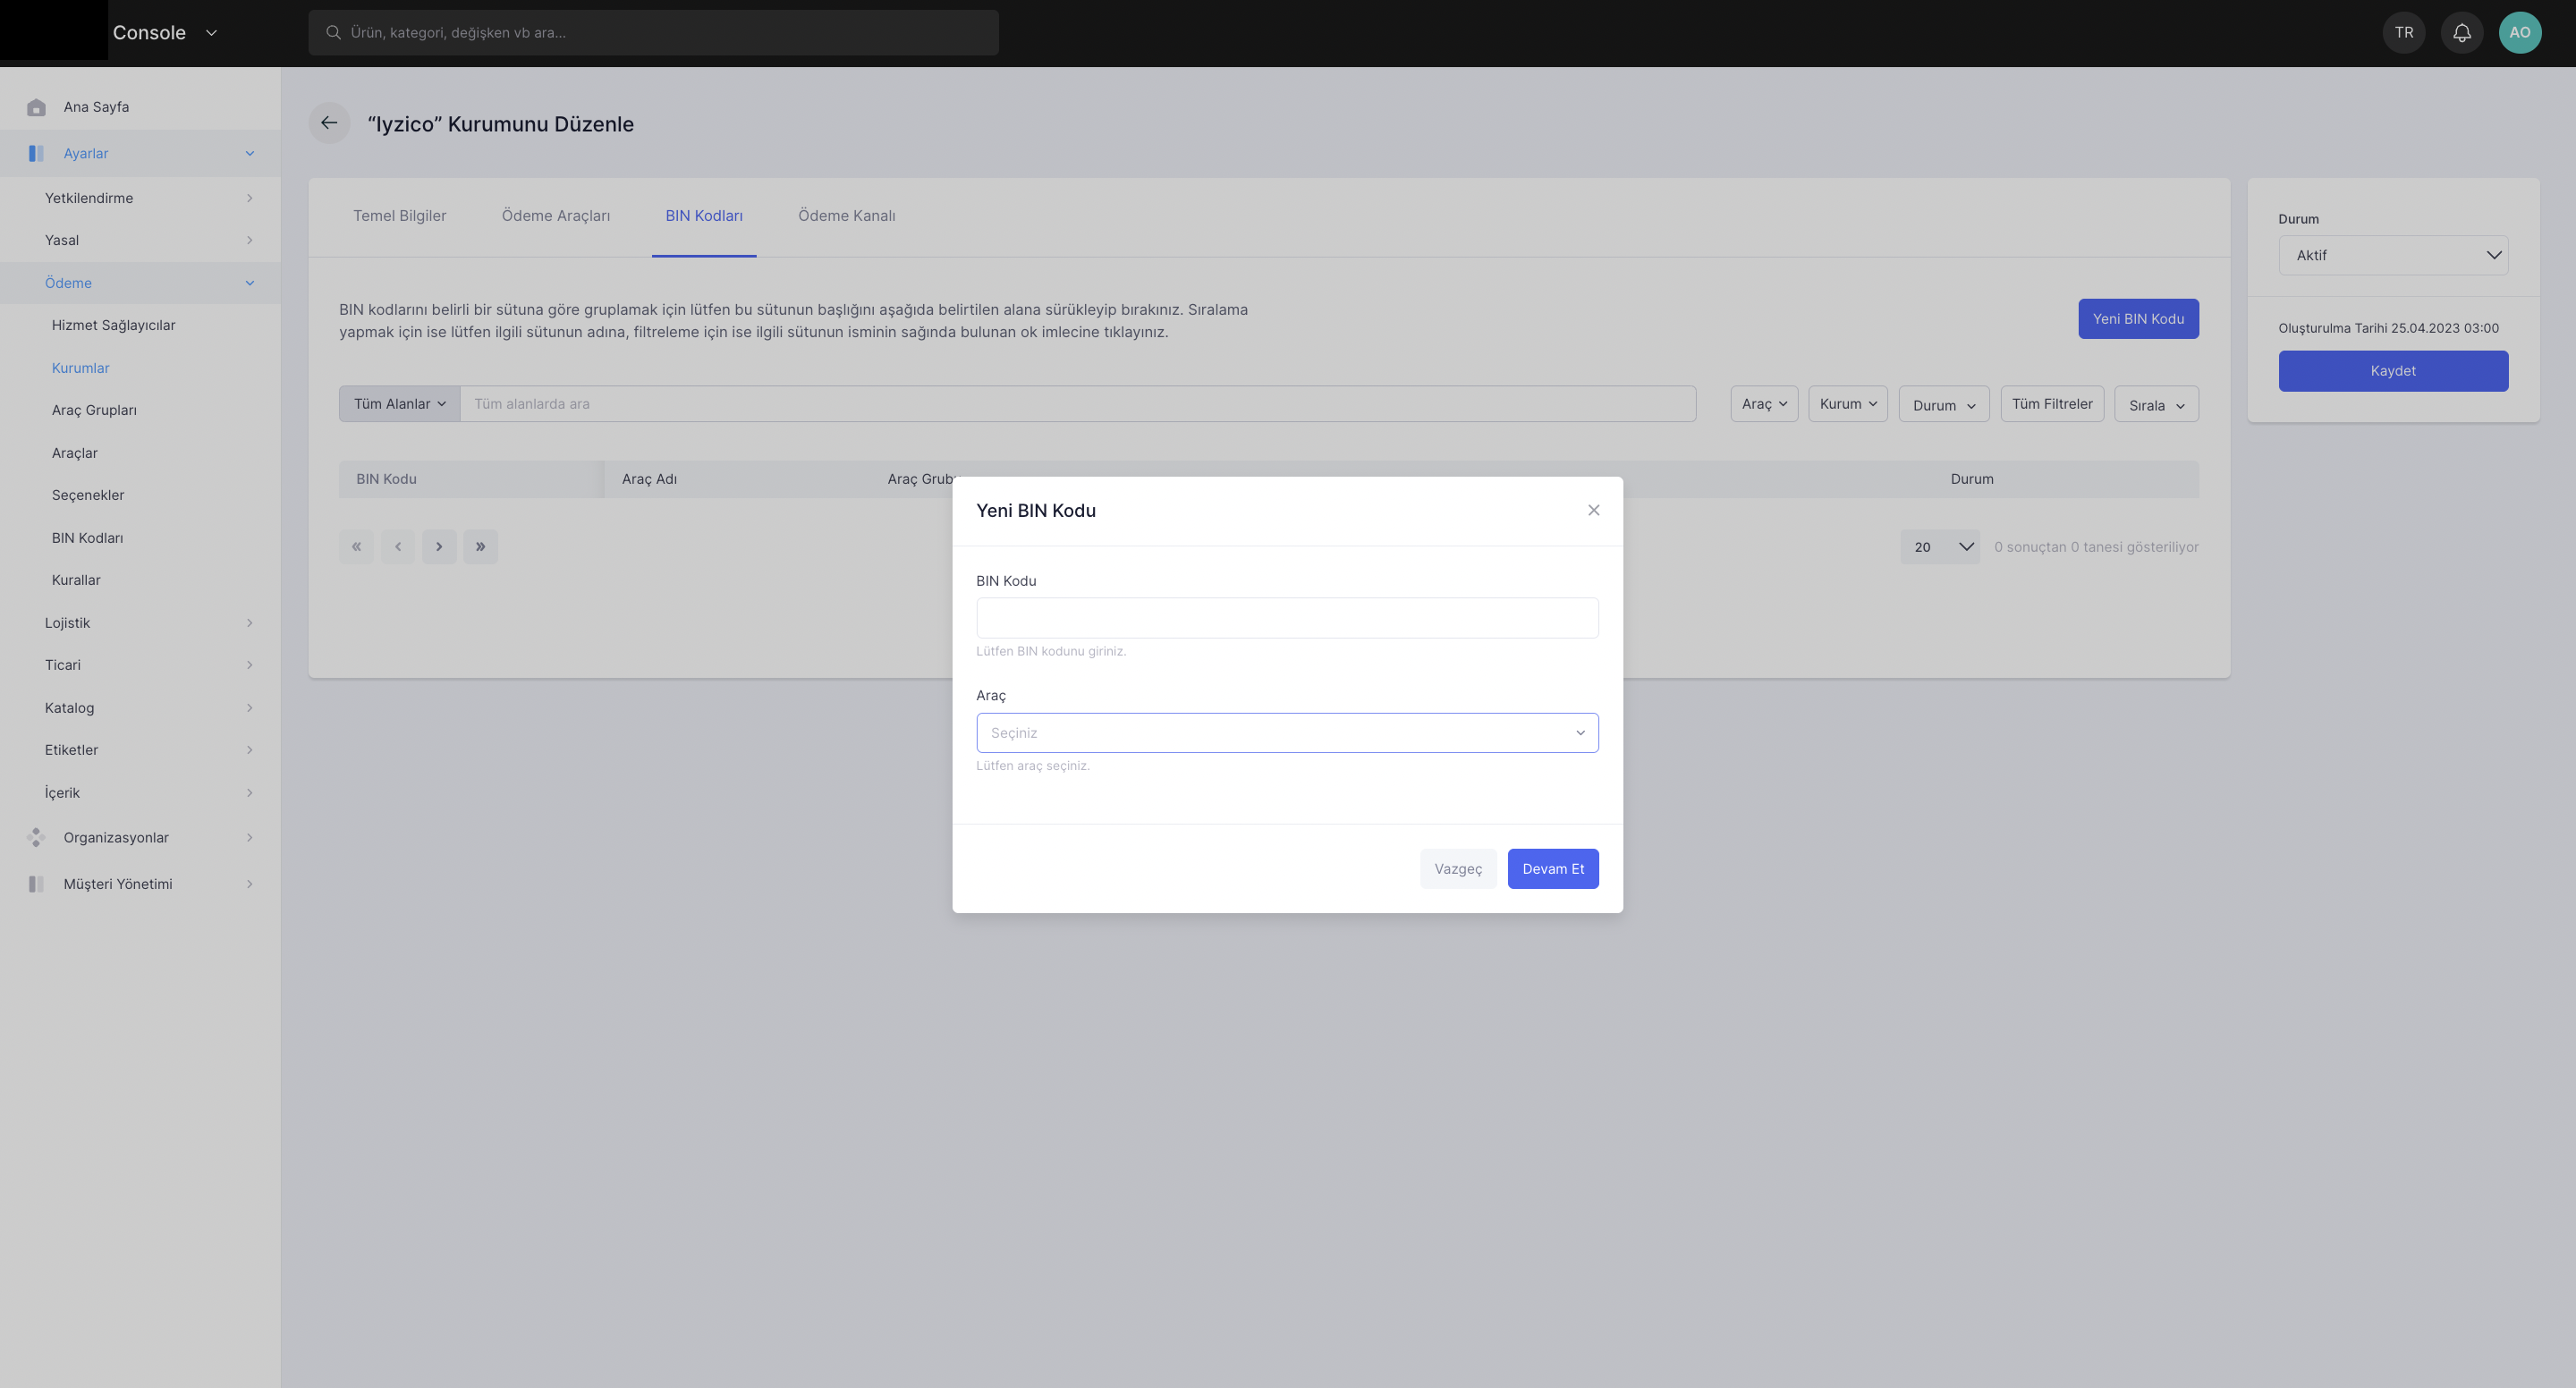 Console
Ürün, kategori, değişken vb ara...
TR
AO
Ana Sayfa
Ayarlar
Yetkilendirme
Yasal
Ödeme
Hizmet Sağlayıcılar
Kurumlar
Araç Grupları
Araçlar
Seçenekler
BIN Kodları
Kurallar
Lojistik
Ticari
Katalog
Etiketler
İçerik
Organizasyonlar
Müşteri Yönetimi
“Iyzico” Kurumunu Düzenle
Temel Bilgiler
Ödeme Araçları
BIN Kodları
Ödeme Kanalı
BIN kodlarını belirli bir sütuna göre gruplamak için lütfen bu sütunun başlığını aşağıda belirtilen alana sürükleyip bırakınız. Sıralama
yapmak için ise lütfen ilgili sütunun adına, filtreleme için ise ilgili sütunun isminin sağında bulunan ok imlecine tıklayınız.
Yeni BIN Kodu
Tüm Alanlar
Tüm alanlarda ara
Araç
Kurum
Durum
Tüm Filtreler
Sırala
BIN Kodu
Araç Adı
Araç Grubu
Durum
20
0 sonuçtan 0 tanesi gösteriliyor
Durum
Aktif
Oluşturulma Tarihi 25.04.2023 03:00
Kaydet
Yeni BIN Kodu
BIN Kodu
Lütfen BIN kodunu giriniz.
Araç
Seçiniz
Lütfen araç seçiniz.
Vazgeç
Devam Et